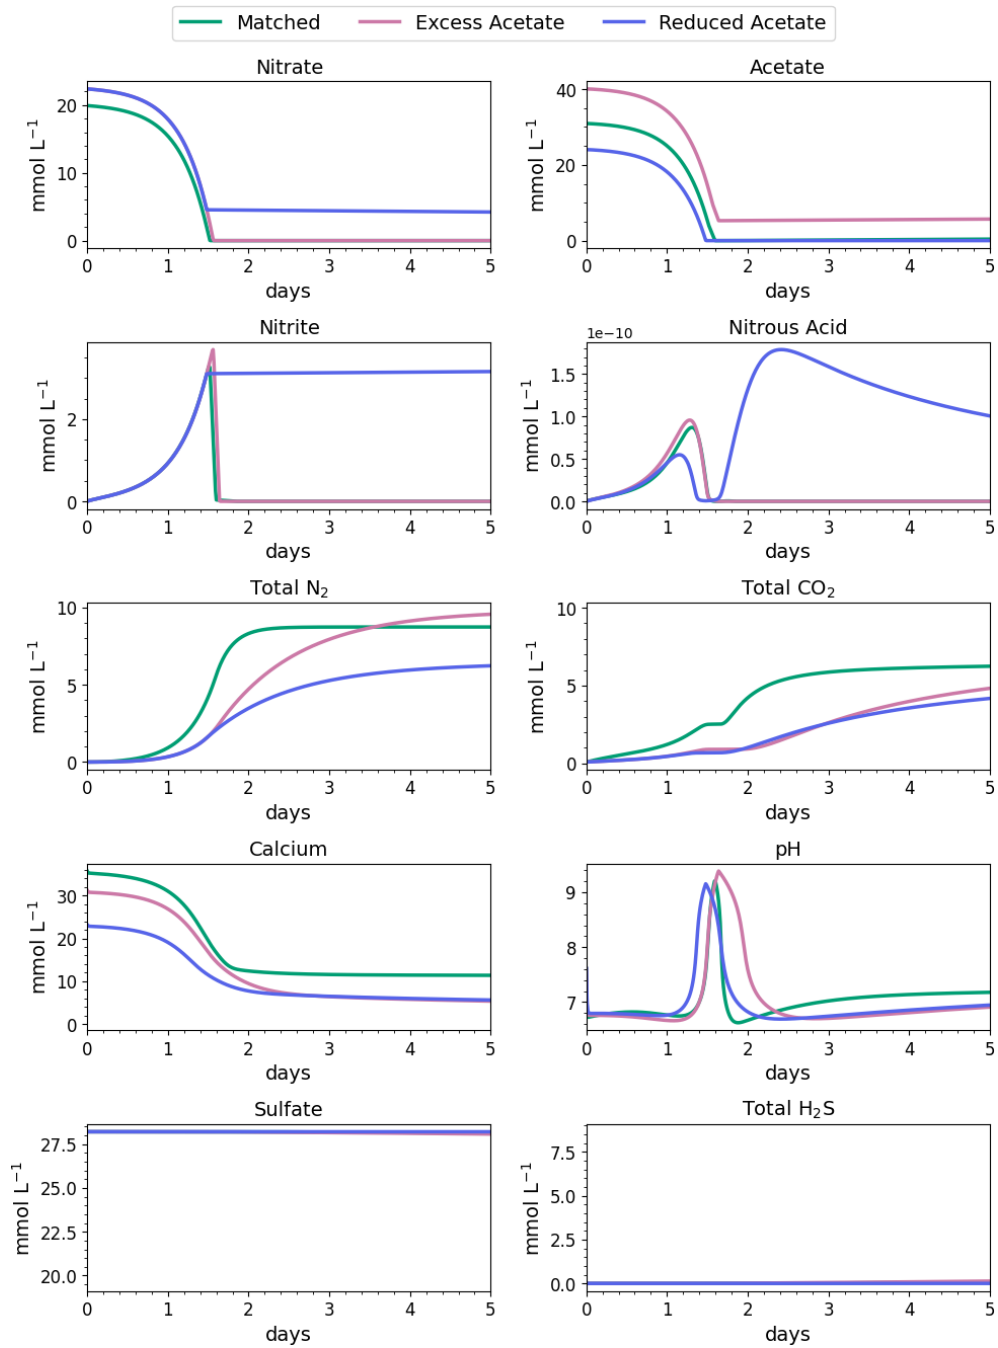 Matched Excess Acetate Reduced Acetate
Nitrate
mmol L⁻¹
20
10
0
0 1 2 3 4 5
days
Acetate
mmol L⁻¹
40
20
0
0 1 2 3 4 5
days
Nitrite
mmol L⁻¹
2
0
0 1 2 3 4 5
days
Nitrous Acid
1e−10
mmol L⁻¹
1.5
1.0
0.5
0.0
0 1 2 3 4 5
days
Total N₂
mmol L⁻¹
10
5
0
0 1 2 3 4 5
days
Total CO₂
mmol L⁻¹
10
5
0
0 1 2 3 4 5
days
Calcium
mmol L⁻¹
30
20
10
0
0 1 2 3 4 5
days
pH
mmol L⁻¹
9
8
7
0 1 2 3 4 5
days
Sulfate
mmol L⁻¹
27.5
25.0
22.5
20.0
0 1 2 3 4 5
days
Total H₂S
mmol L⁻¹
7.5
5.0
2.5
0.0
0 1 2 3 4 5
days